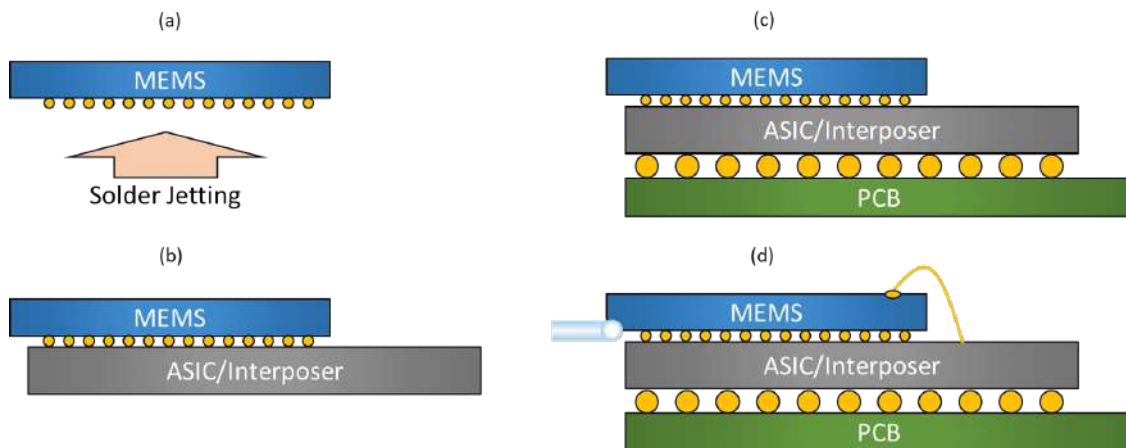 (a)
MEMS
Solder Jetting
(b)
MEMS
ASIC/Interposer
(c)
MEMS
ASIC/Interposer
PCB
(d)
MEMS
ASIC/Interposer
PCB